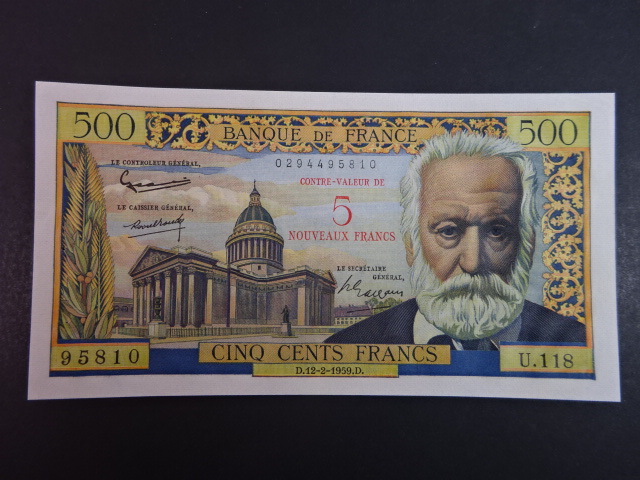 500
BANQUE DE FRANCE
500
LE CONTROLEUR GÉNÉRAL,
0294495810
CONTRE-VALEUR DE
5
NOUVEAUX FRANCS
LE CAISSIER GÉNÉRAL,
LE SECRÉTAIRE
GÉNÉRAL,
95810
CINQ CENTS FRANCS
U.118
D.12-2-1959.D.